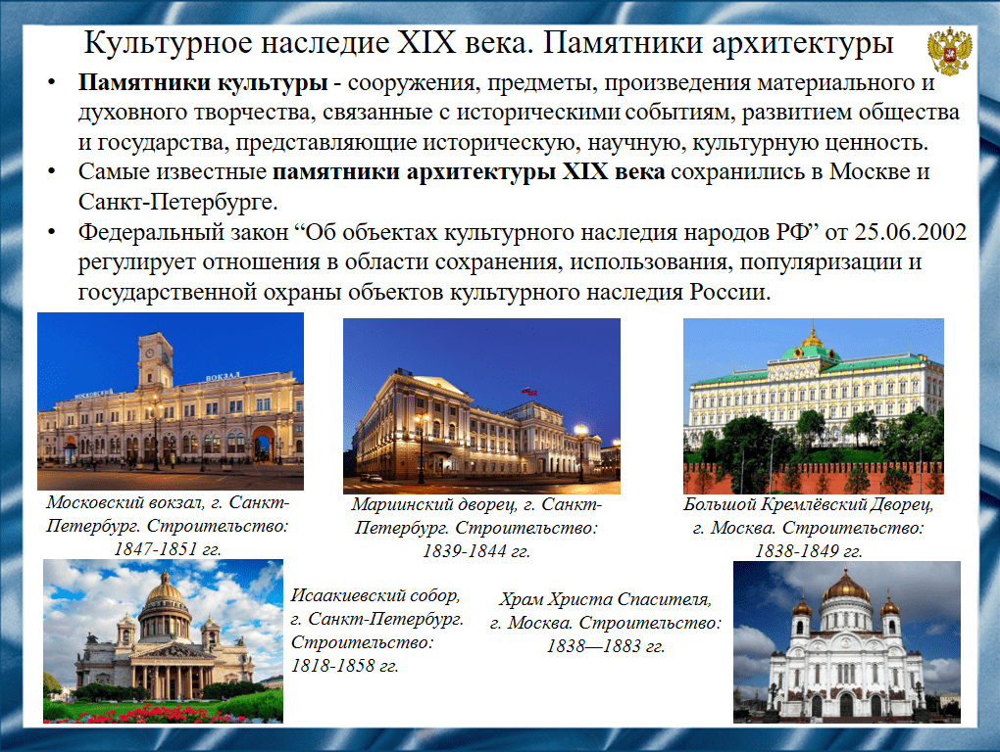 Культурное наследие XIX века. Памятники архитектуры
• Памятники культуры - сооружения, предметы, произведения материального и
духовного творчества, связанные с историческими событиям, развитием общества
и государства, представляющие историческую, научную, культурную ценность.
• Самые известные памятники архитектуры XIX века сохранились в Москве и
Санкт-Петербурге.
• Федеральный закон “Об объектах культурного наследия народов РФ” от 25.06.2002
регулирует отношения в области сохранения, использования, популяризации и
государственной охраны объектов культурного наследия России.
МОСКОВСКИЙ ВОКЗАЛ
Московский вокзал, г. Санкт-
Петербург. Строительство:
1847-1851 гг.
Мариинский дворец, г. Санкт-
Петербург. Строительство:
1839-1844 гг.
Большой Кремлёвский Дворец,
г. Москва. Строительство:
1838-1849 гг.
Исаакиевский собор,
г. Санкт-Петербург.
Строительство:
1818-1858 гг.
Храм Христа Спасителя,
г. Москва. Строительство:
1838—1883 гг.